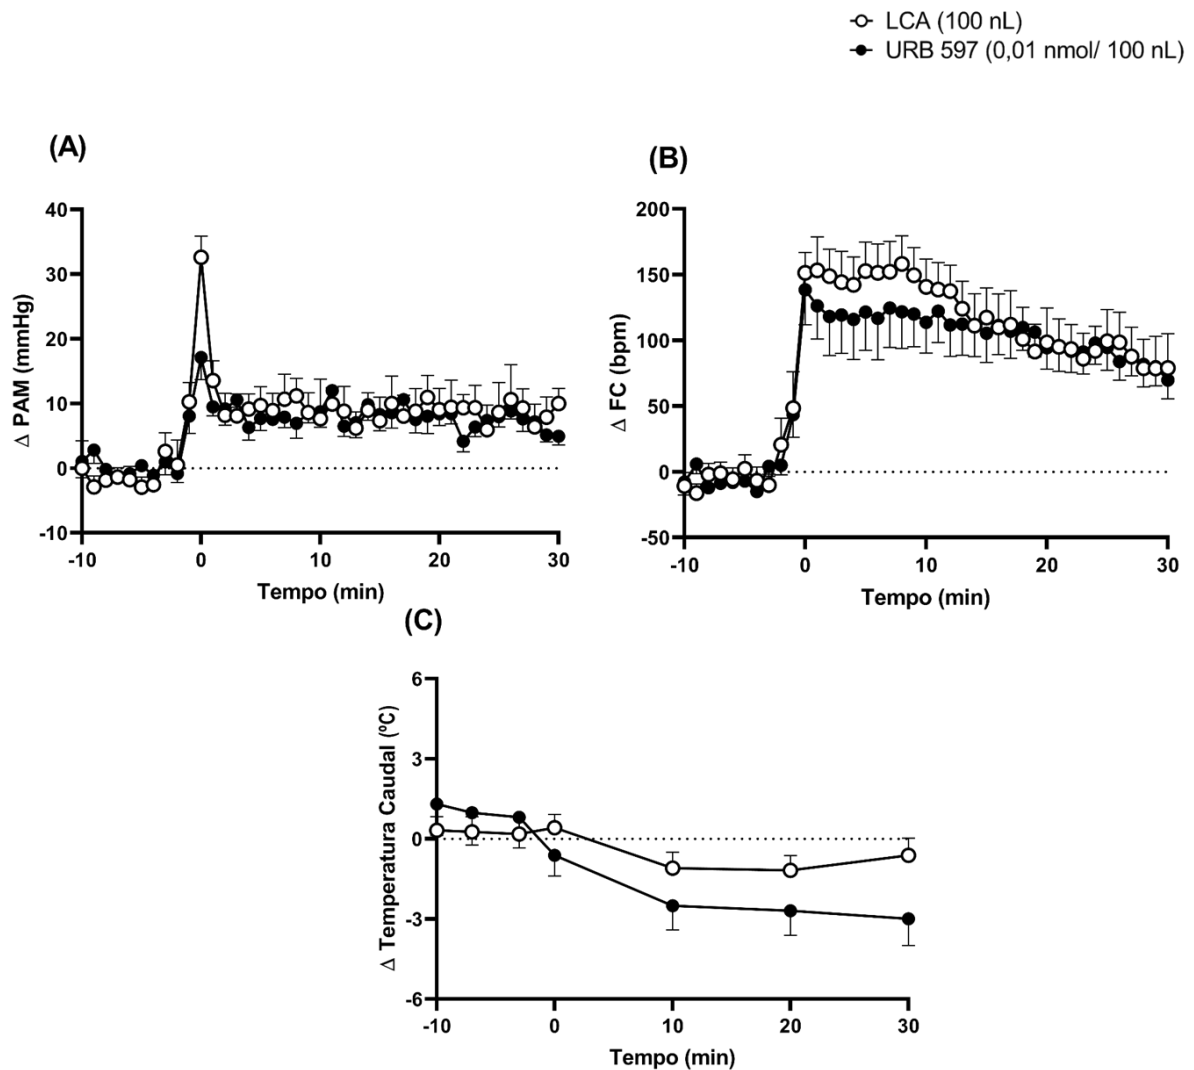 LCA (100 nL)
URB 597 (0,01 nmol/ 100 nL)
(A)
(B)
40
30
20
10
0
-10
Δ PAM (mmHg)
-10
0
10
20
30
Tempo (min)
200
150
100
50
0
-50
Δ FC (bpm)
-10
0
10
20
30
Tempo (min)
(C)
6
3
0
-3
-6
Δ Temperatura Caudal (ºC)
-10
0
10
20
30
Tempo (min)